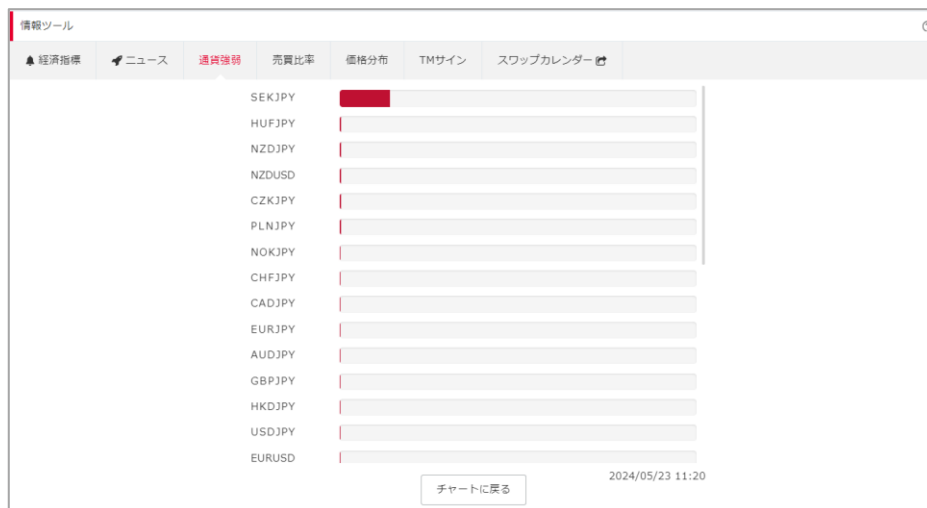 情報ツール
経済指標 ニュース 通貨強弱 売買比率 価格分布 TMサイン スワップカレンダー
SEKJPY
HUFJPY
NZDJPY
NZDUSD
CZKJPY
PLNJPY
NOKJPY
CHFJPY
CADJPY
EURJPY
AUDJPY
GBPJPY
HKDJPY
USDJPY
EURUSD
2024/05/23 11:20
チャートに戻る